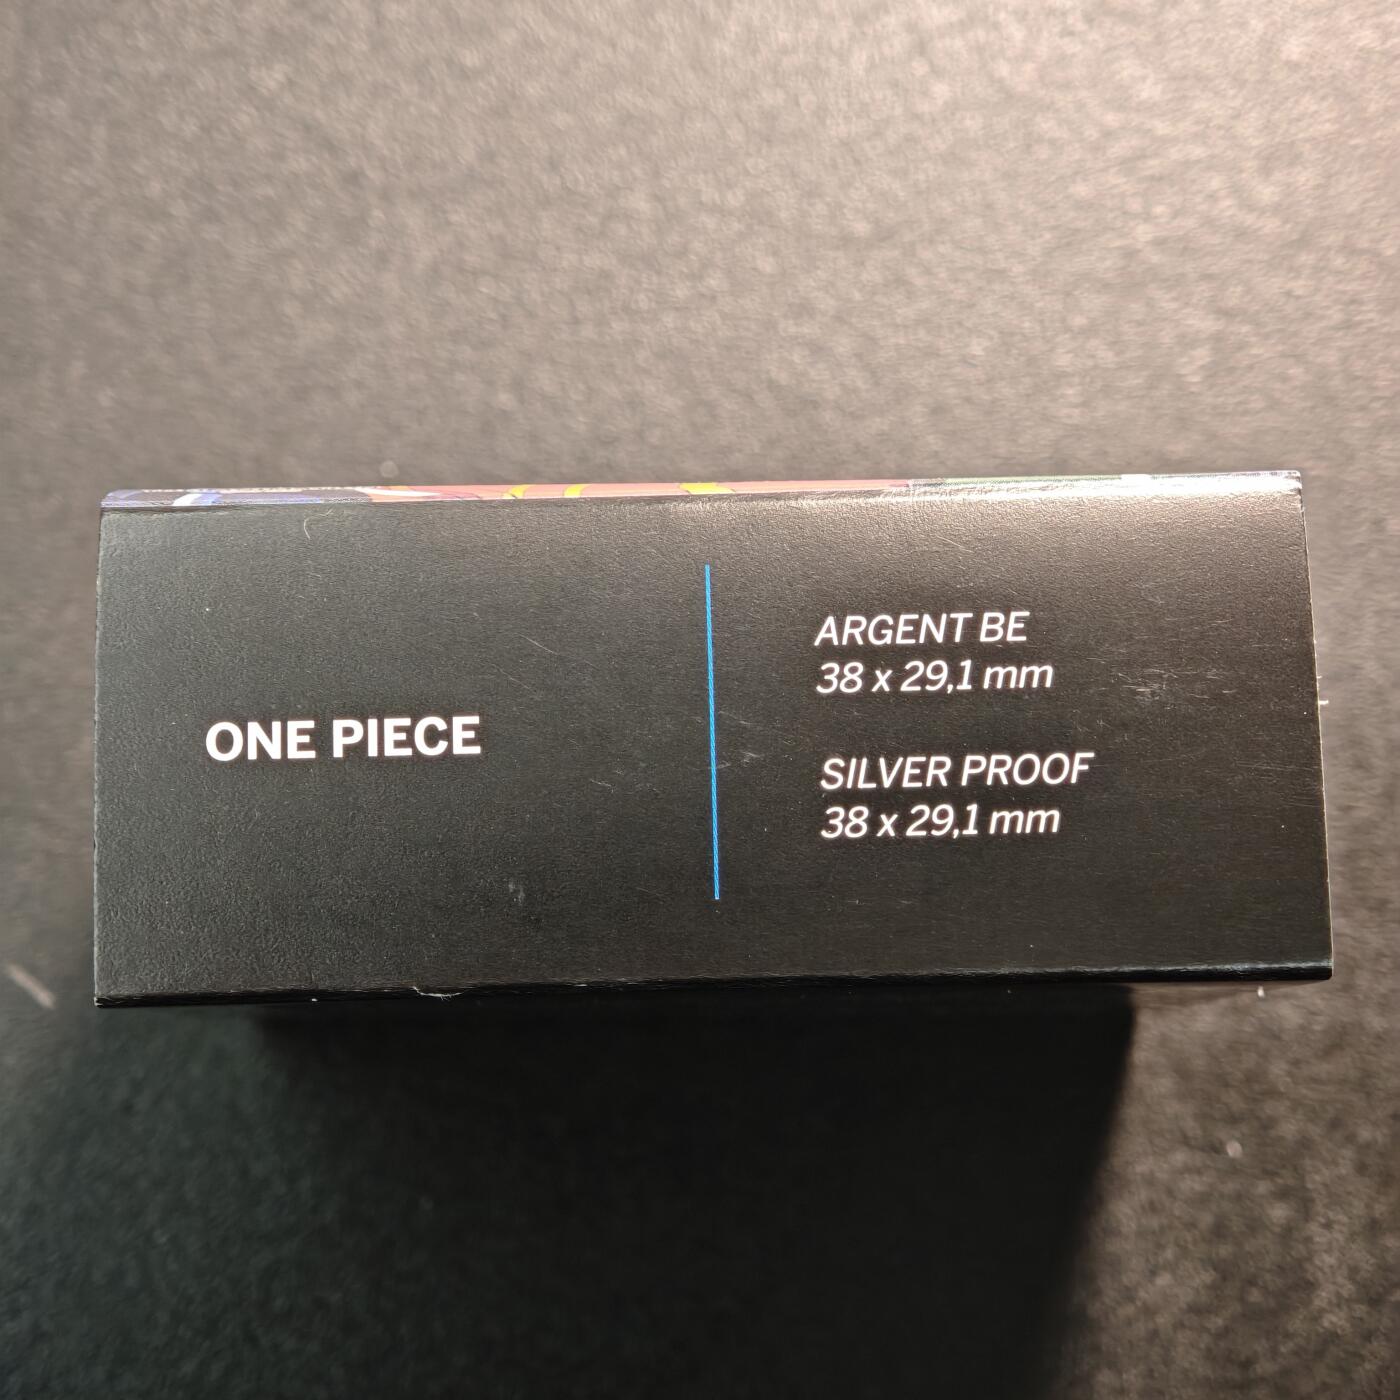 ONE PIECE
ARGENT BE
38 x 29,1 mm
SILVER PROOF
38 x 29,1 mm